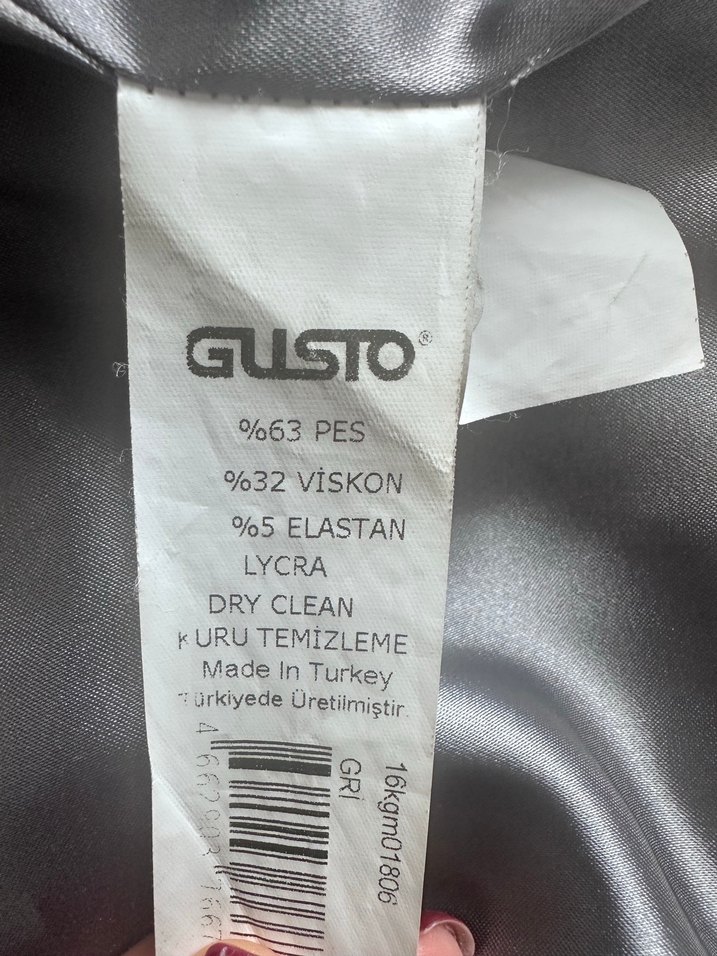 GUSTO®
%63 PES
%32 VİSKON
%5 ELASTAN
LYCRA
DRY CLEAN
KURU TEMİZLEME
Made In Turkey
Türkiyede Üretilmiştir.
16kgm01806
GRİ